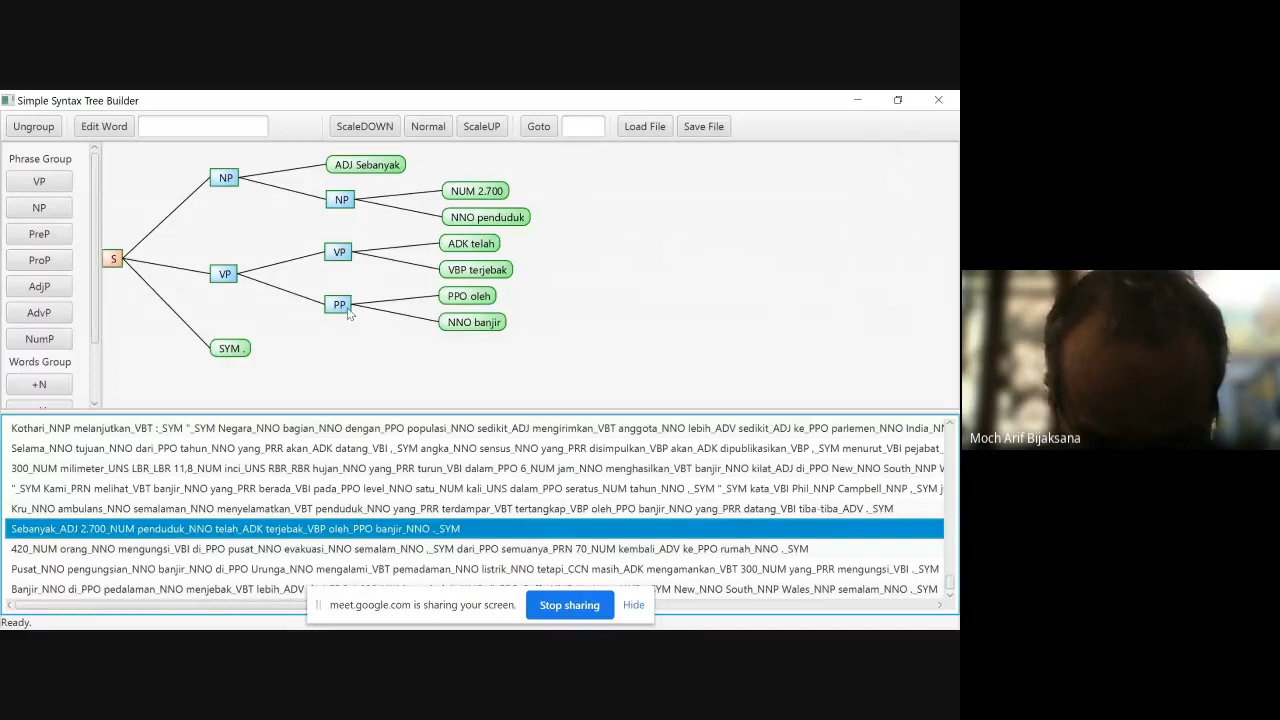 Simple Syntax Tree Builder
Ungroup Edit Word ScaleDOWN Normal ScaleUP Goto Load File Save File
Phrase Group
VP
NP
PreP
ProP
AdjP
AdvP
NumP
Words Group
+N
NP
ADJ Sebanyak
NP
NUM 2.700
NNO penduduk
S
VP
VP
ADK telah
VBP terjebak
PP
PPO oleh
NNO banjir
SYM .
Kothari_NNP melanjutkan_VBT :_SYM "_SYM Negara_NNO bagian_NNO dengan_PPO populasi_NNO sedikit_ADJ mengirimkan_VBT anggota_NNO lebih_ADV sedikit_ADJ ke_PPO parlemen_NNO India_N
Selama_NNO tujuan_NNO dari_PPO tahun_NNO yang_PRR akan_ADK datang_VBI ,_SYM angka_NNO sensus_NNO yang_PRR disimpulkan_VBP akan_ADK dipublikasikan_VBP ,_SYM menurut_VBI pejabat_
300_NUM milimeter_UNS LBR_LBR 11,8_NUM inci_UNS RBR_RBR hujan_NNO yang_PRR turun_VBI dalam_PPO 6_NUM jam_NNO menghasilkan_VBT banjir_NNO kilat_ADJ di_PPO New_NNO South_NNP W
"_SYM Kami_PRN melihat_VBT banjir_NNO yang_PRR berada_VBI pada_PPO level_NNO satu_NUM kali_UNS dalam_PPO seratus_NUM tahun_NNO ,_SYM "_SYM kata_VBI Phil_NNP Campbell_NNP ,_SYM j
Kru_NNO ambulans_NNO semalaman_NNO menyelamatkan_VBT penduduk_NNO yang_PRR terdampar_VBT tertangkap_VBP oleh_PPO banjir_NNO yang_PRR datang_VBI tiba-tiba_ADV ._SYM
Sebanyak_ADJ 2.700_NUM penduduk_NNO telah_ADK terjebak_VBP oleh_PPO banjir_NNO ._SYM
420_NUM orang_NNO mengungsi_VBI di_PPO pusat_NNO evakuasi_NNO semalam_NNO ,_SYM dari_PPO semuanya_PRN 70_NUM kembali_ADV ke_PPO rumah_NNO ._SYM
Pusat_NNO pengungsian_NNO banjir_NNO di_PPO Urunga_NNO mengalami_VBT pemadaman_NNO listrik_NNO tetapi_CCN masih_ADK mengamankan_VBT 300_NUM yang_PRR mengungsi_VBI ._SYM
Banjir_NNO di_PPO pedalaman_NNO menjebak_VBT lebih_ADV SYM New_NNO South_NNP Wales_NNP semalam_NNO ._SYM
meet.google.com is sharing your screen. Stop sharing Hide
Ready.
Moch Arif Bijaksana